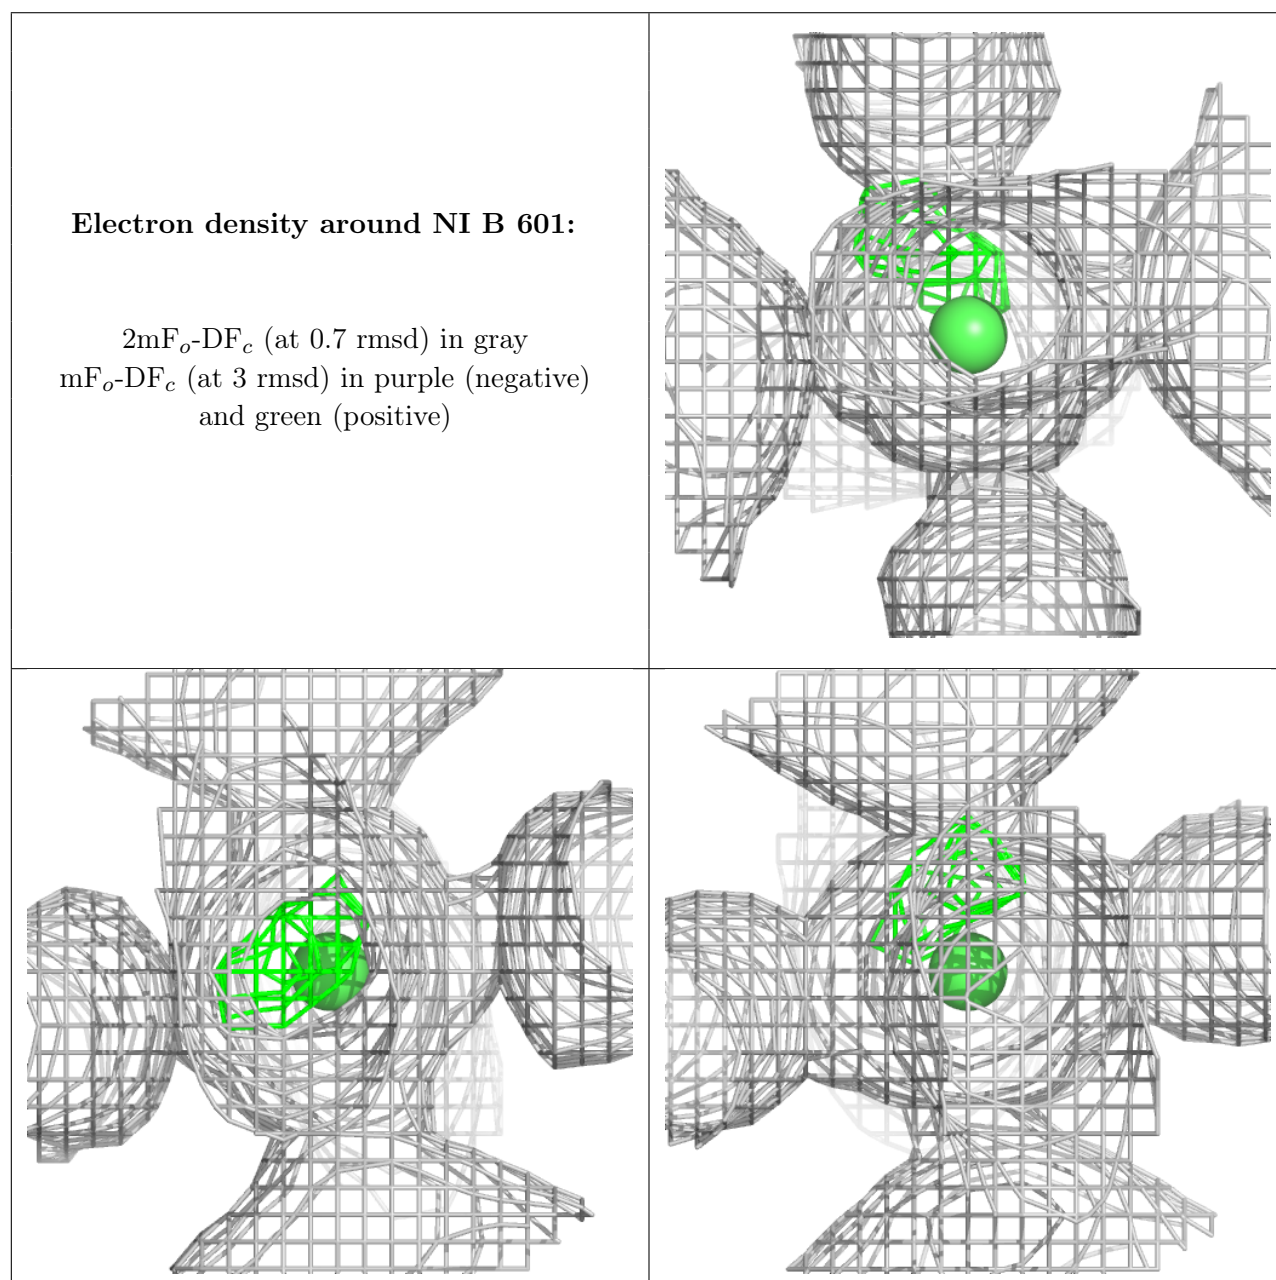 Electron density around NI B 601:
2mFo-DFc (at 0.7 rmsd) in gray
mFo-DFc (at 3 rmsd) in purple (negative)
and green (positive)